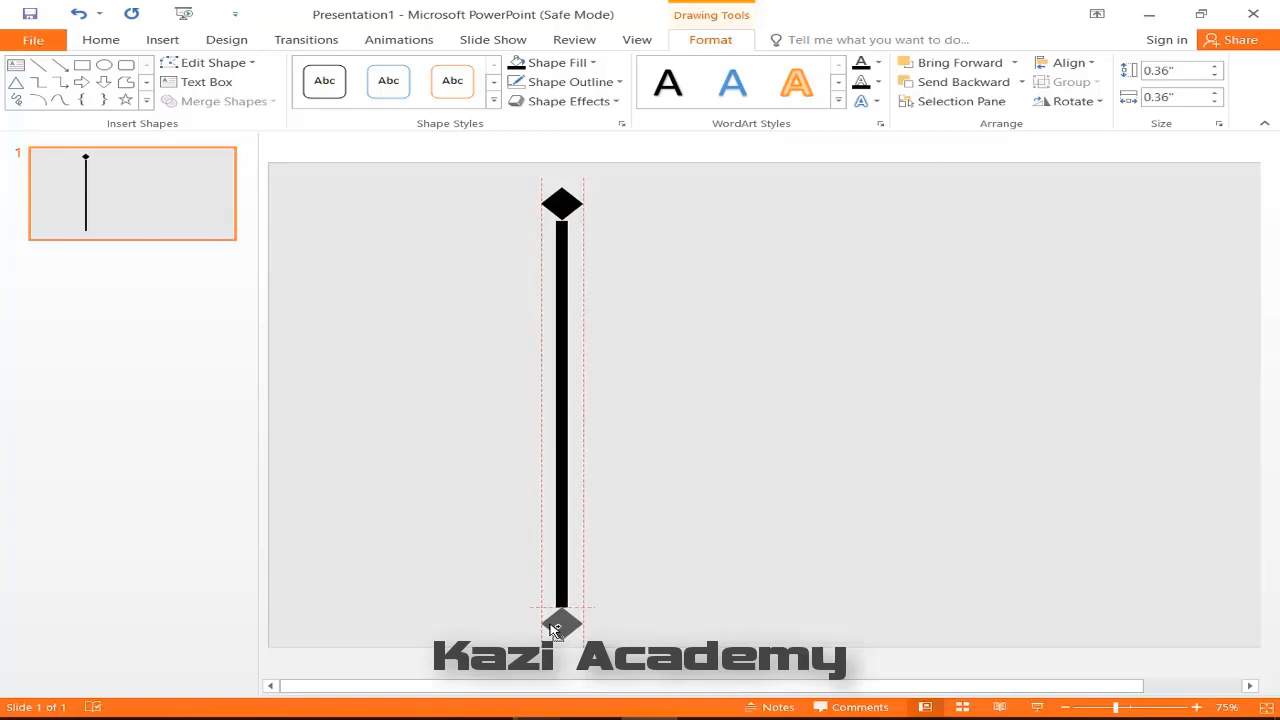 Presentation1 - Microsoft PowerPoint (Safe Mode)
Drawing Tools
File
Home
Insert
Design
Transitions
Animations
Slide Show
Review
View
Format
Tell me what you want to do...
Sign in
Share
Edit Shape
Text Box
Merge Shapes
Insert Shapes
Abc
Abc
Abc
Shape Fill
Shape Outline
Shape Effects
Shape Styles
A
A
A
A
A
A
WordArt Styles
Bring Forward
Send Backward
Selection Pane
Align
Group
Rotate
Arrange
0.36"
0.36"
Size
1
Kazi Academy
Slide 1 of 1
Notes
Comments
75%